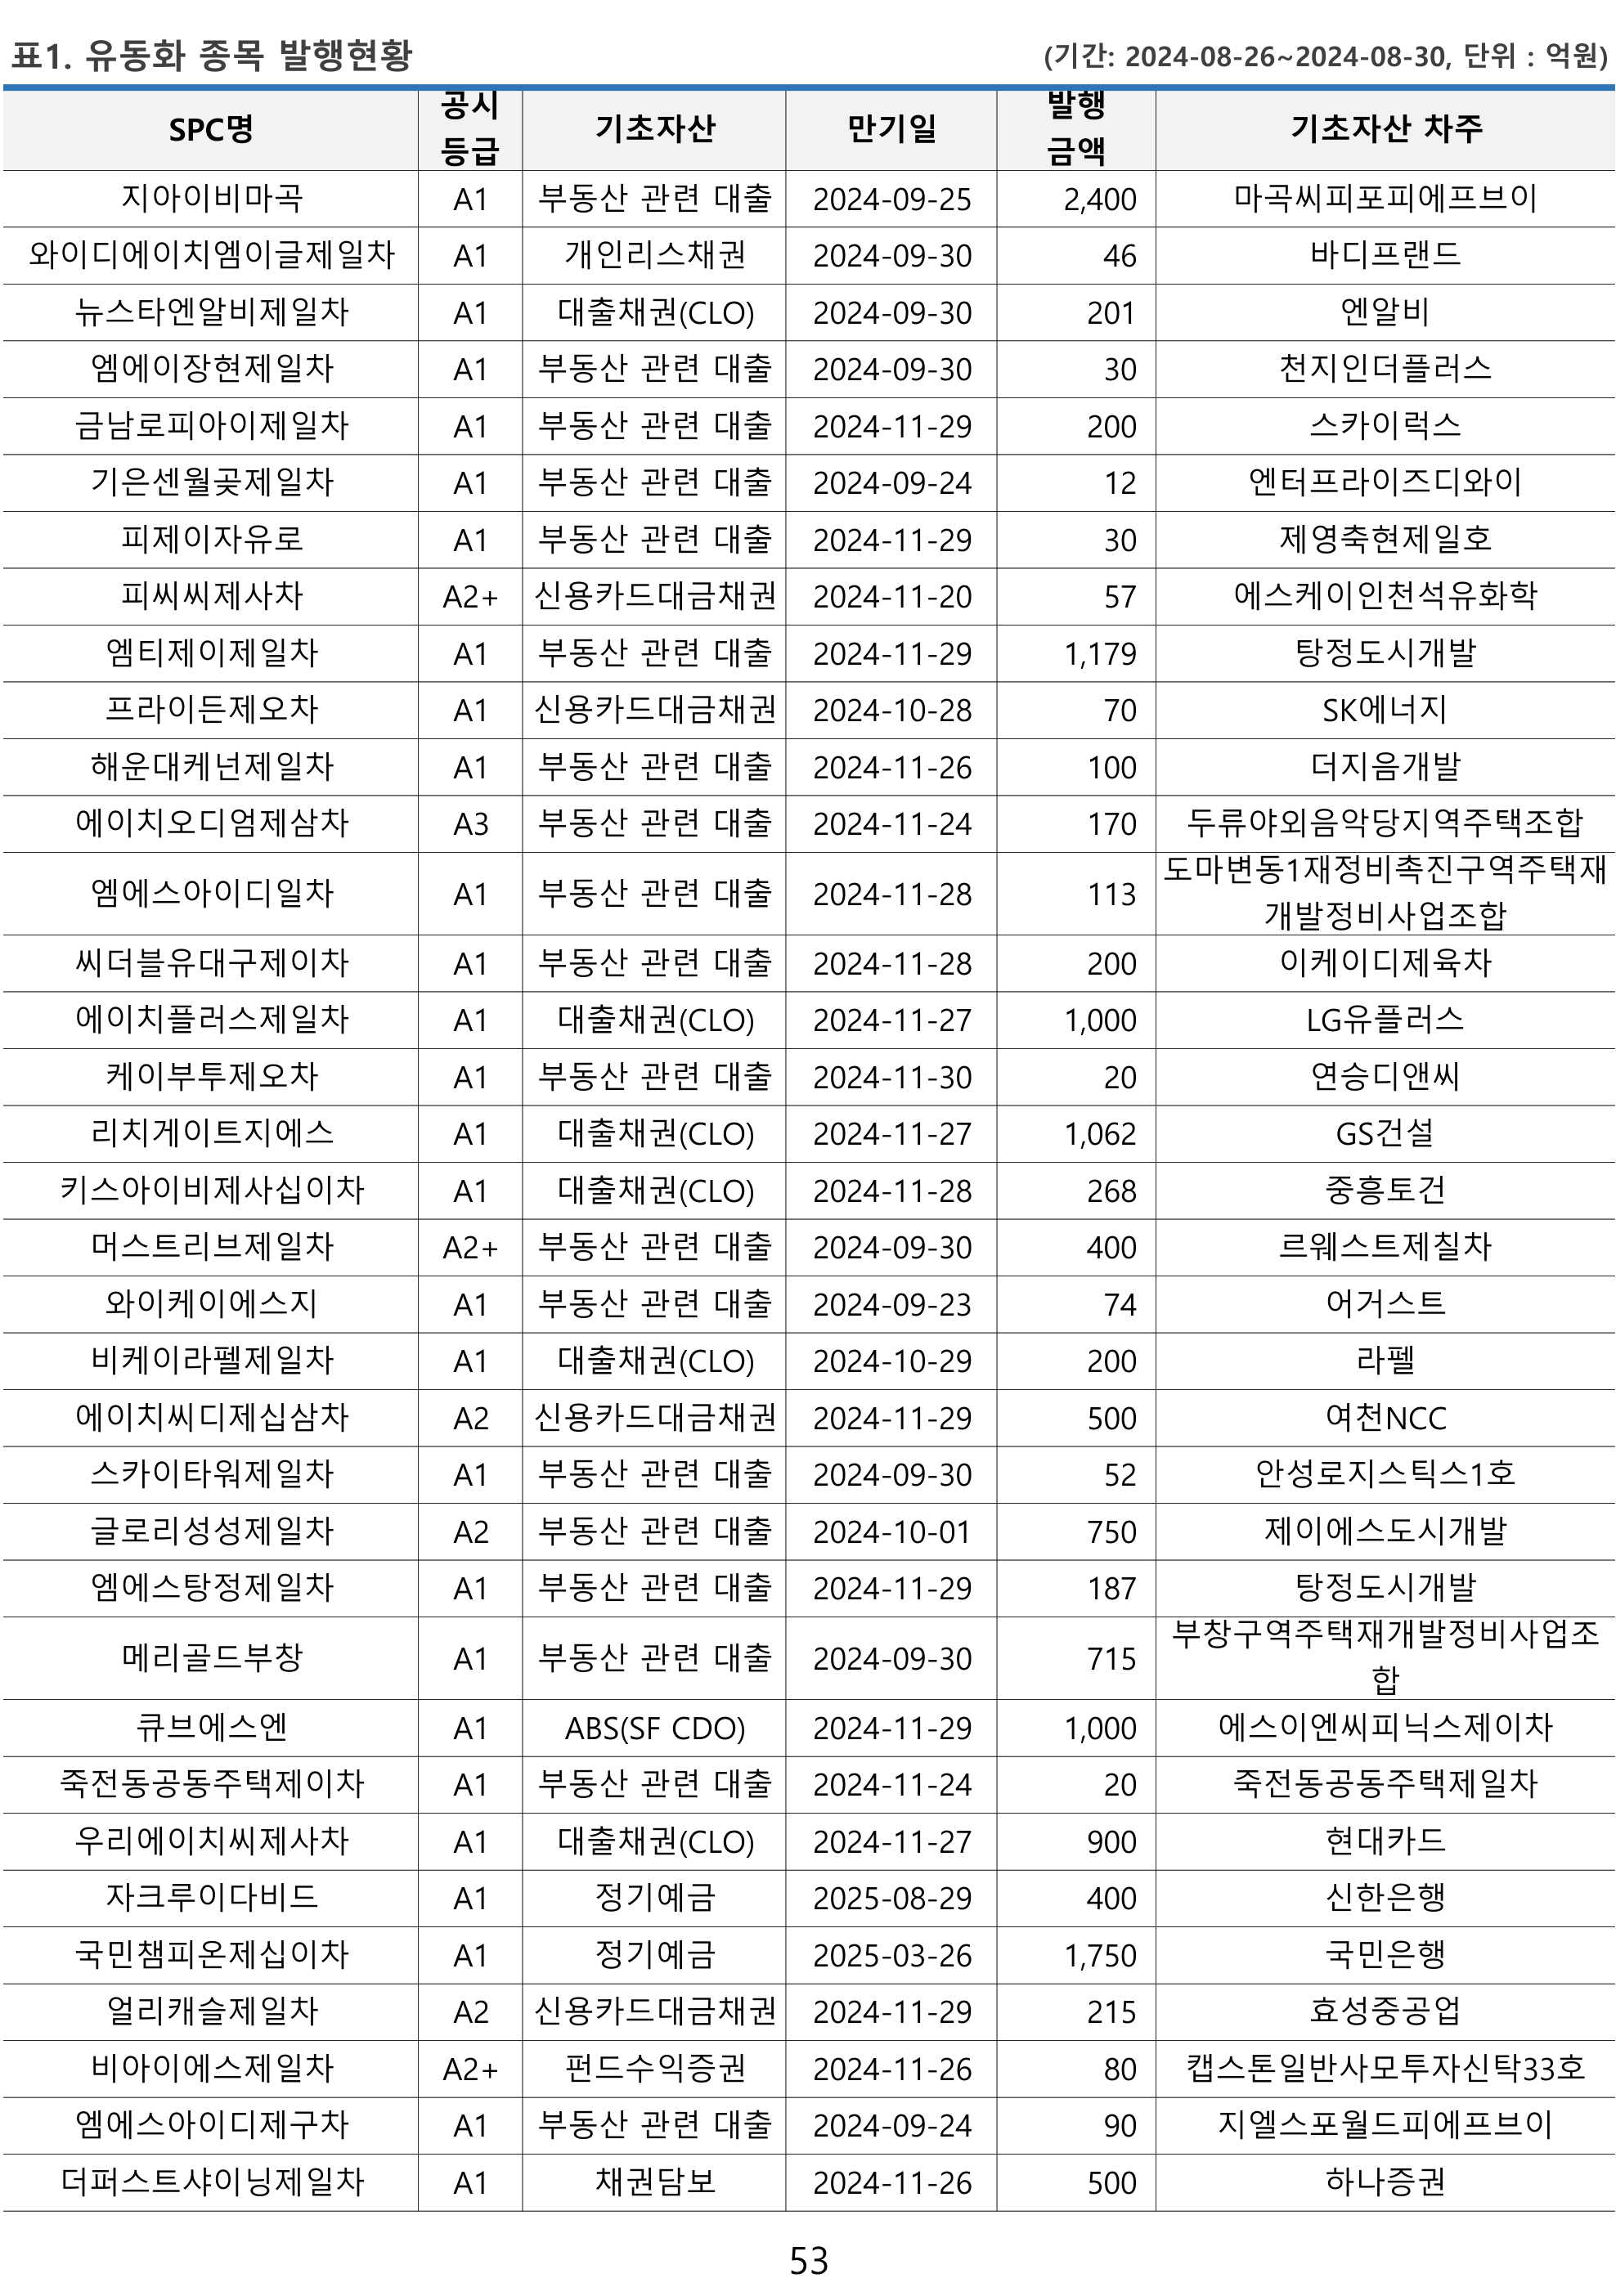 표1. 유동화 종목 발행현황 (기간: 2024-08-26~2024-08-30, 단위 : 억원)
SPC명 공시등급 기초자산 만기일 발행금액 기초자산 차주
지아이비마곡 A1 부동산 관련 대출 2024-09-25 2,400 마곡씨피포피에프브이
와이디에이치엠이글제일차 A1 개인리스채권 2024-09-30 46 바디프랜드
뉴스타엔알비제일차 A1 대출채권(CLO) 2024-09-30 201 엔알비
엠에이장현제일차 A1 부동산 관련 대출 2024-09-30 30 천지인더플러스
금남로피아이제일차 A1 부동산 관련 대출 2024-11-29 200 스카이럭스
기은센월곶제일차 A1 부동산 관련 대출 2024-09-24 12 엔터프라이즈디와이
피제이자유로 A1 부동산 관련 대출 2024-11-29 30 제영축현제일호
피씨씨제사차 A2+ 신용카드대금채권 2024-11-20 57 에스케이인천석유화학
엠티제이제일차 A1 부동산 관련 대출 2024-11-29 1,179 탕정도시개발
프라이든제오차 A1 신용카드대금채권 2024-10-28 70 SK에너지
해운대케넌제일차 A1 부동산 관련 대출 2024-11-26 100 더지음개발
에이치오디엄제삼차 A3 부동산 관련 대출 2024-11-24 170 두류야외음악당지역주택조합
엠에스아이디일차 A1 부동산 관련 대출 2024-11-28 113 도마변동1재정비촉진구역주택재
개발정비사업조합
씨더블유대구제이차 A1 부동산 관련 대출 2024-11-28 200 이케이디제육차
에이치플러스제일차 A1 대출채권(CLO) 2024-11-27 1,000 LG유플러스
케이부투제오차 A1 부동산 관련 대출 2024-11-30 20 연승디앤씨
리치게이트지에스 A1 대출채권(CLO) 2024-11-27 1,062 GS건설
키스아이비제사십이차 A1 대출채권(CLO) 2024-11-28 268 중흥토건
머스트리브제일차 A2+ 부동산 관련 대출 2024-09-30 400 르웨스트제칠차
와이케이에스지 A1 부동산 관련 대출 2024-09-23 74 어거스트
비케이라펠제일차 A1 대출채권(CLO) 2024-10-29 200 라펠
에이치씨디제십삼차 A2 신용카드대금채권 2024-11-29 500 여천NCC
스카이타워제일차 A1 부동산 관련 대출 2024-09-30 52 안성로지스틱스1호
글로리성성제일차 A2 부동산 관련 대출 2024-10-01 750 제이에스도시개발
엠에스탕정제일차 A1 부동산 관련 대출 2024-11-29 187 탕정도시개발
메리골드부창 A1 부동산 관련 대출 2024-09-30 715 부창구역주택재개발정비사업조
합
큐브에스엔 A1 ABS(SF CDO) 2024-11-29 1,000 에스이엔씨피닉스제이차
죽전동공동주택제이차 A1 부동산 관련 대출 2024-11-24 20 죽전동공동주택제일차
우리에이치씨제사차 A1 대출채권(CLO) 2024-11-27 900 현대카드
자크루이다비드 A1 정기예금 2025-08-29 400 신한은행
국민챔피온제십이차 A1 정기예금 2025-03-26 1,750 국민은행
얼리캐슬제일차 A2 신용카드대금채권 2024-11-29 215 효성중공업
비아이에스제일차 A2+ 펀드수익증권 2024-11-26 80 캡스톤일반사모투자신탁33호
엠에스아이디제구차 A1 부동산 관련 대출 2024-09-24 90 지엘스포월드피에프브이
더퍼스트샤이닝제일차 A1 채권담보 2024-11-26 500 하나증권
53